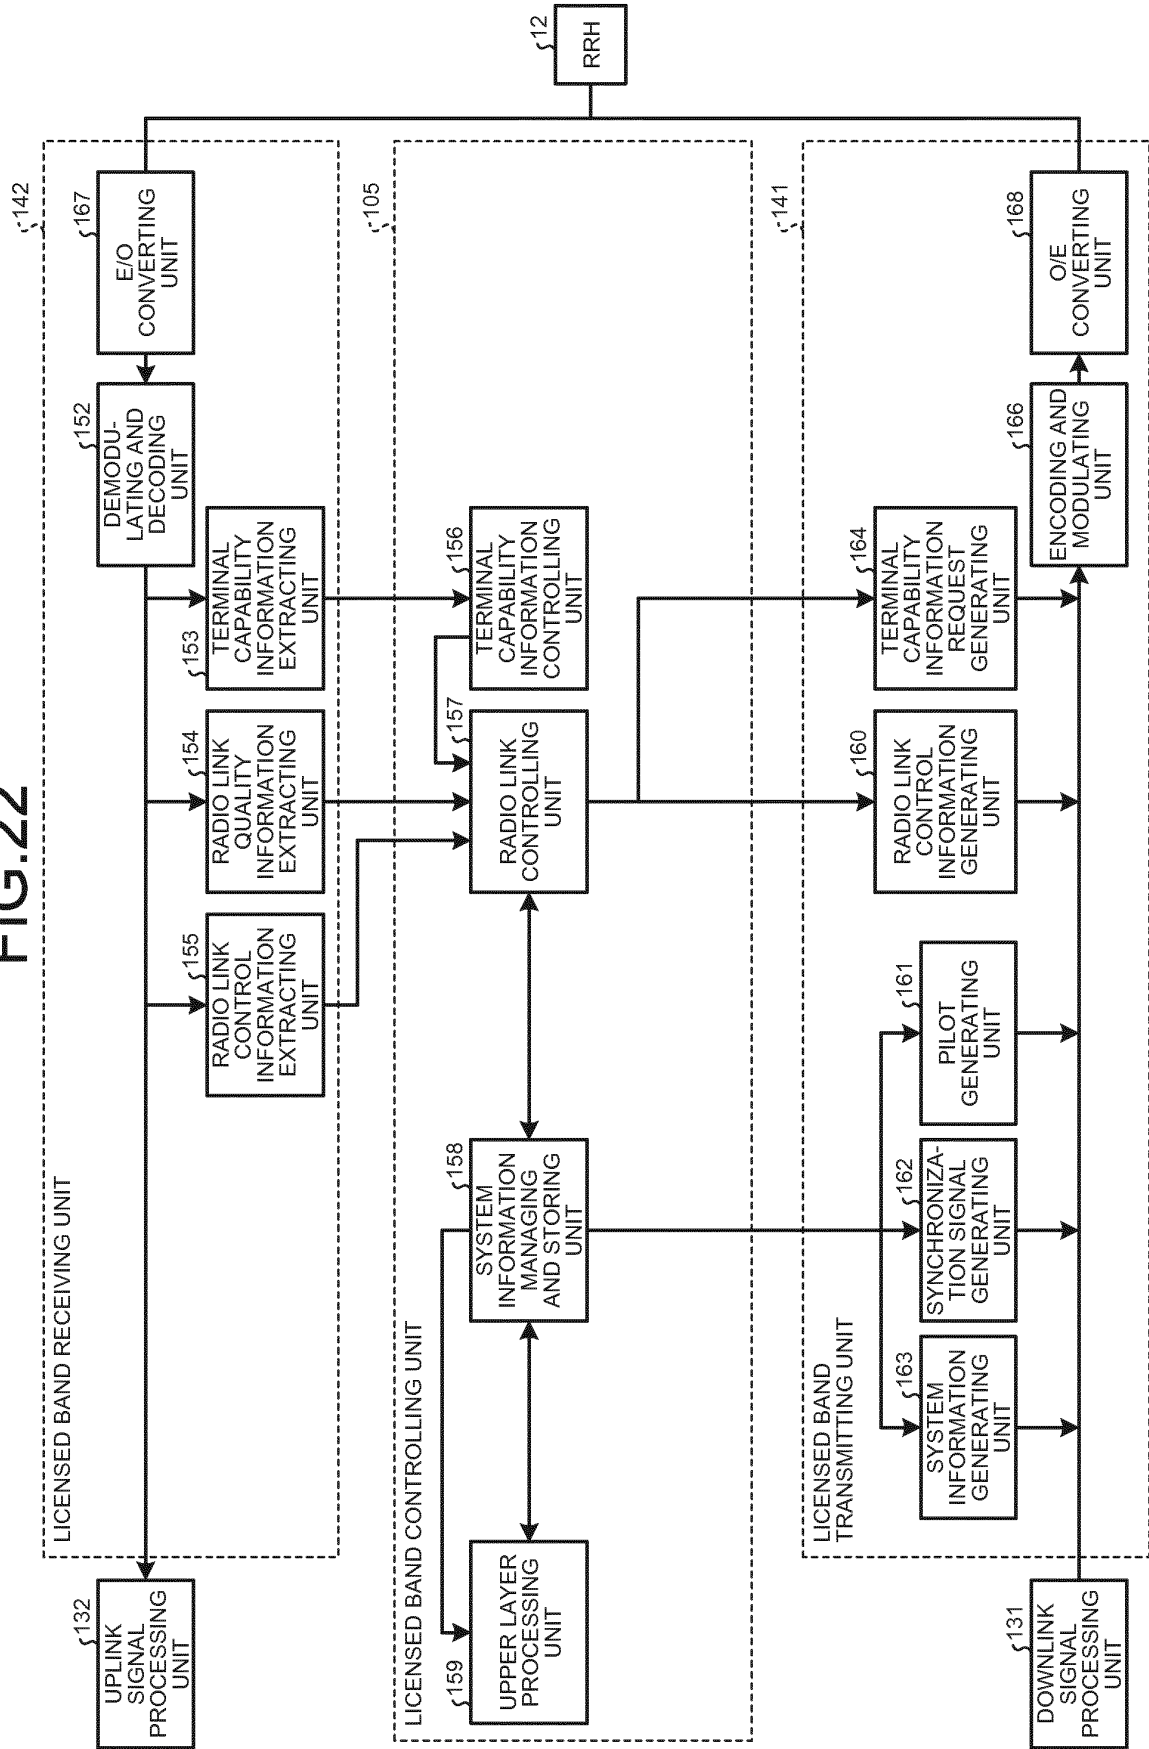 FIG.22
132
UPLINK
SIGNAL
PROCESSING
UNIT
LICENSED BAND RECEIVING UNIT
142
155
RADIO LINK
CONTROL
INFORMATION
EXTRACTING
UNIT
154
RADIO LINK
QUALITY
INFORMATION
EXTRACTING
UNIT
153
TERMINAL
CAPABILITY
INFORMATION
EXTRACTING
UNIT
152
DEMODU-
LATING AND
DECODING
UNIT
167
E/O
CONVERTING
UNIT
12
RRH
LICENSED BAND CONTROLLING UNIT
105
159
UPPER LAYER
PROCESSING
UNIT
158
SYSTEM
INFORMATION
MANAGING
AND STORING
UNIT
157
RADIO LINK
CONTROLLING
UNIT
156
TERMINAL
CAPABILITY
INFORMATION
CONTROLLING
UNIT
LICENSED BAND
TRANSMITTING UNIT
141
131
DOWNLINK
SIGNAL
PROCESSING
UNIT
163
SYSTEM
INFORMATION
GENERATING
UNIT
162
SYNCHRONIZA-
TION SIGNAL
GENERATING
UNIT
161
PILOT
GENERATING
UNIT
160
RADIO LINK
CONTROL
INFORMATION
GENERATING
UNIT
164
TERMINAL
CAPABILITY
INFORMATION
REQUEST
GENERATING
UNIT
166
ENCODING AND
MODULATING
UNIT
168
O/E
CONVERTING
UNIT